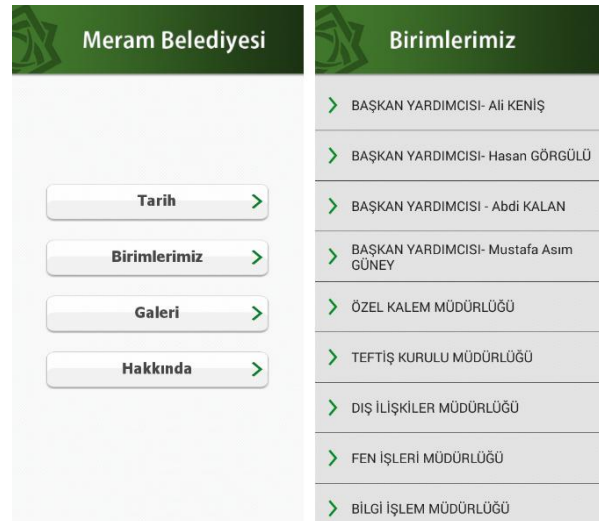 Meram Belediyesi
Tarih
Birimlerimiz
Galeri
Hakkında
Birimlerimiz
BAŞKAN YARDIMCISI- Ali KENİŞ
BAŞKAN YARDIMCISI- Hasan GÖRGÜLÜ
BAŞKAN YARDIMCISI - Abdi KALAN
BAŞKAN YARDIMCISI- Mustafa Asım
GÜNEY
ÖZEL KALEM MÜDÜRLÜĞÜ
TEFTİŞ KURULU MÜDÜRLÜĞÜ
DIŞ İLİŞKİLER MÜDÜRLÜĞÜ
FEN İŞLERİ MÜDÜRLÜĞÜ
BİLGİ İŞLEM MÜDÜRLÜĞÜ